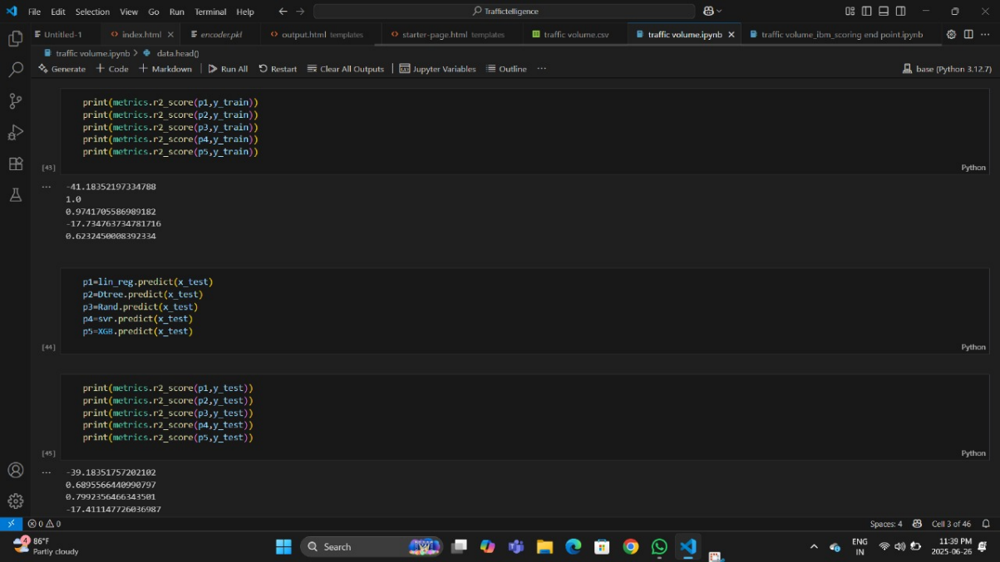 File Edit Selection View Go Run Terminal Help Traffictelligence
Untitled-1 index.html encoder.pkl output.html templates starter-page.html templates traffic volume.csv traffic volume.ipynb traffic volume_ibm_scoring end point.ipynb
traffic volume.ipynb > data.head()
Generate + Code + Markdown Run All Restart Clear All Outputs Jupyter Variables Outline ... base (Python 3.12.7)
print(metrics.r2_score(p1,y_train))
print(metrics.r2_score(p2,y_train))
print(metrics.r2_score(p3,y_train))
print(metrics.r2_score(p4,y_train))
print(metrics.r2_score(p5,y_train))
[43] Python
... -41.18352197334788
1.0
0.9741705586989182
-17.734763734781716
0.6232450008392334
p1=lin_reg.predict(x_test)
p2=Dtree.predict(x_test)
p3=Rand.predict(x_test)
p4=svr.predict(x_test)
p5=XGB.predict(x_test)
[44] Python
print(metrics.r2_score(p1,y_test))
print(metrics.r2_score(p2,y_test))
print(metrics.r2_score(p3,y_test))
print(metrics.r2_score(p4,y_test))
print(metrics.r2_score(p5,y_test))
[45] Python
... -39.18351757202102
0.6895566440990797
0.7992356466343501
-17.411147726036987
0 0 Spaces: 4 Cell 3 of 46
4 86°F Search ENG 11:39 PM
Partly cloudy IN 2025-06-26